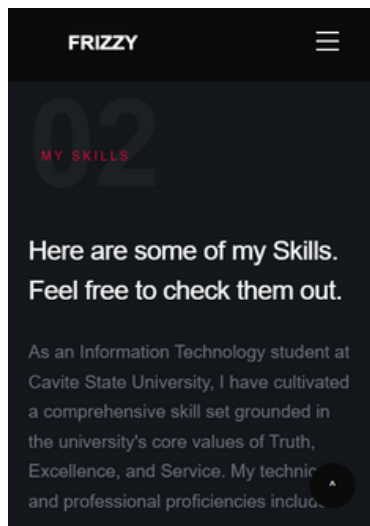 FRIZZY
02
MY SKILLS
Here are some of my Skills.
Feel free to check them out.
As an Information Technology student at
Cavite State University, I have cultivated
a comprehensive skill set grounded in
the university's core values of Truth,
Excellence, and Service. My technic
and professional proficiencies includ